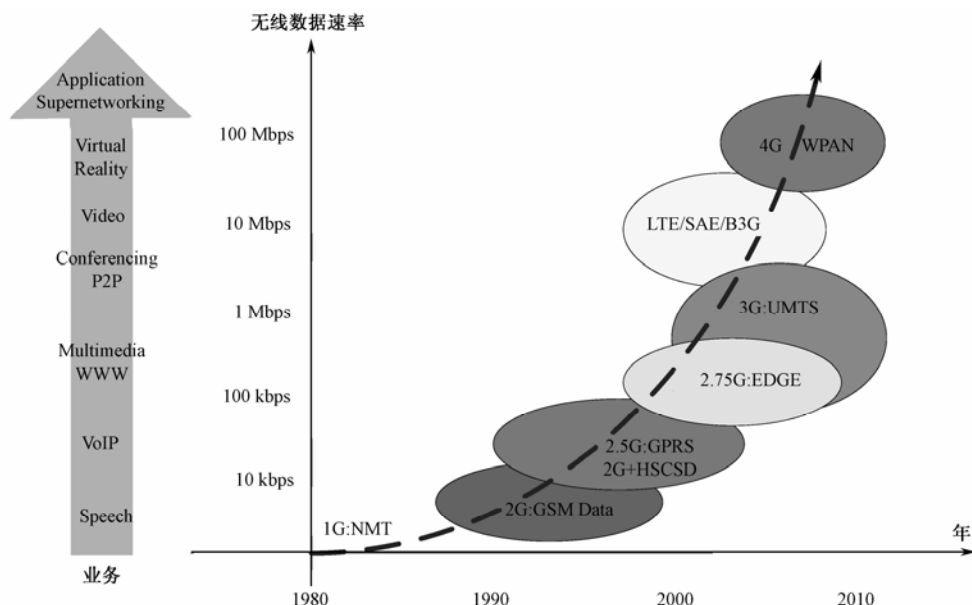 无线数据速率
Application
Supernetworking
Virtual
Reality
Video
Conferencing
P2P
Multimedia
WWW
VoIP
Speech
业务
100 Mbps
10 Mbps
1 Mbps
100 kbps
10 kbps
4G WPAN
LTE/SAE/B3G
3G:UMTS
2.75G:EDGE
2.5G:GPRS
2G+HSCSD
2G:GSM Data
1G:NMT
年
1980
1990
2000
2010